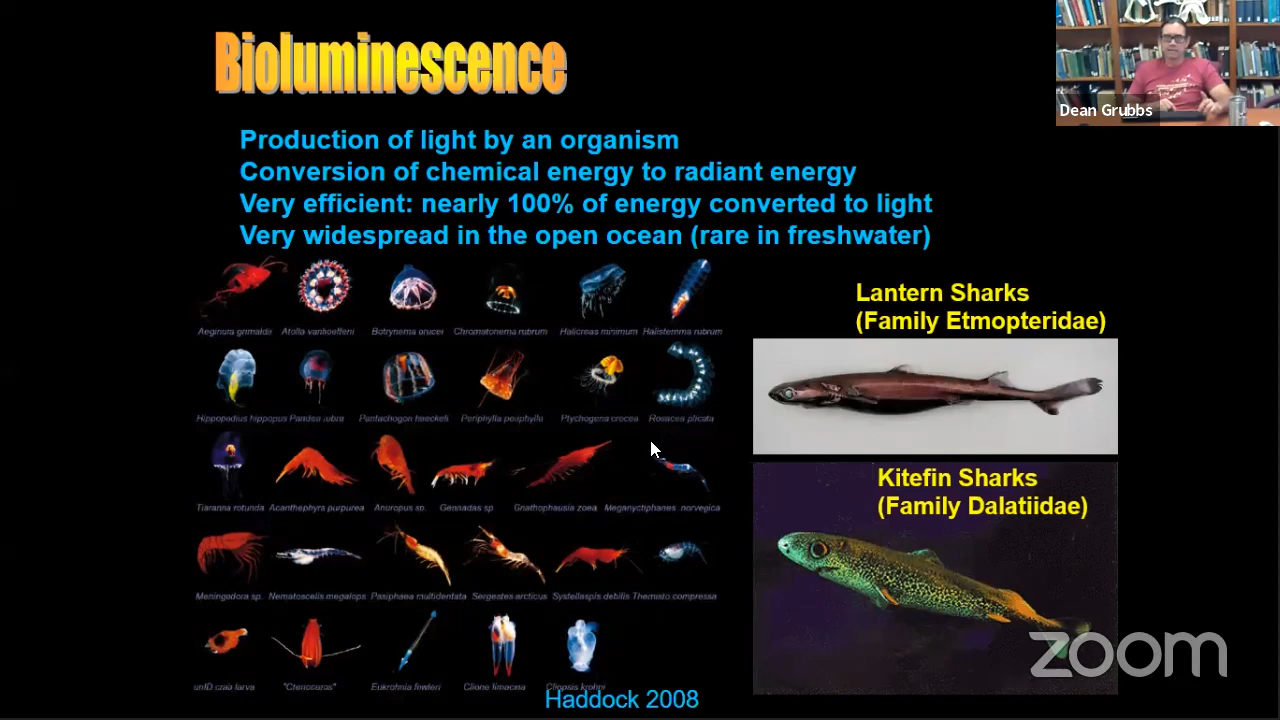 Bioluminescence
Dean Grubbs
Production of light by an organism
Conversion of chemical energy to radiant energy
Very efficient: nearly 100% of energy converted to light
Very widespread in the open ocean (rare in freshwater)
Lantern Sharks
(Family Etmopteridae)
Aeginura grimaldii Atolla vanhoeffeni Botrynema brucei Chromatonema rubrum Halicreas minimum Halistemma rubrum
Hippopodius hippopus Pandea rubra Pantachogon haeckeli Periphylla periphylla Ptychogena crocea Rosacea plicata
Kitefin Sharks
(Family Dalatiidae)
Tiaranna rotunda Acanthephyra purpurea Anuropus sp. Gennadas sp Gnathophausia zoea Meganyctiphanes norvegica
Meningodora sp. Nematoscelis megalops Pasiphaea multidentata Sergestes arcticus Systellaspis debilis Themisto compressa
unID crab larva "Ctenoceras" Eukrohnia fowleri Clione limacina Cliopsis krohni
Haddock 2008
zoom